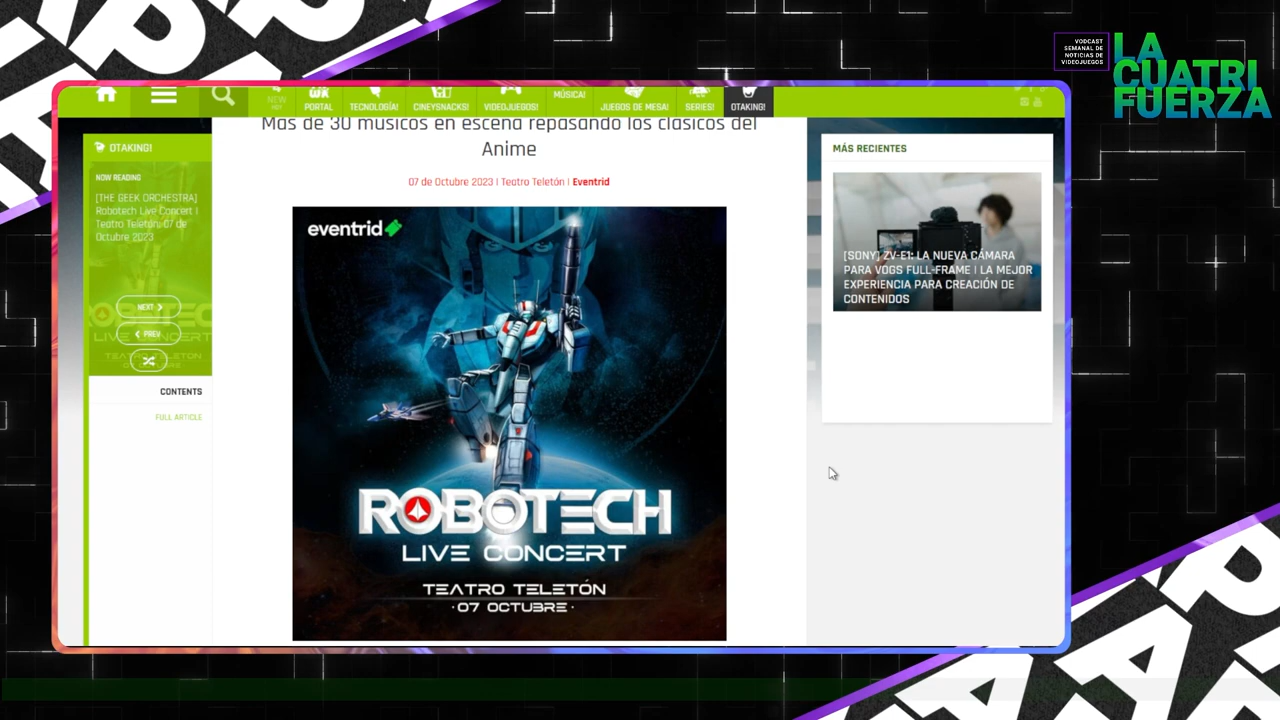 VODCAST
SEMANAL DE
NOTICIAS DE
VIDEOJUEGOS
LA
CUATRI
FUERZA
NEW
PORTAL
TECNOLOGÍA!
CINEYSNACKS!
VIDEOJUEGOS!
MÚSICA!
JUEGOS DE MESA!
SERIES!
OTAKING!
OTAKING!
NOW READING
[THE GEEK ORCHESTRA]
Robotech Live Concert |
Teatro Teletón, 07 de
Octubre 2023
NEXT
PREV
CONTENTS
FULL ARTICLE
Más de 30 músicos en escena repasando los clásicos del
Anime
07 de Octubre 2023 | Teatro Teletón | Eventrid
eventrid
ROBOTECH
LIVE CONCERT
TEATRO TELETÓN
·07 OCTUBRE·
MÁS RECIENTES
[SONY] ZV-E1: LA NUEVA CÁMARA
PARA VOGS FULL-FRAME | LA MEJOR
EXPERIENCIA PARA CREACIÓN DE
CONTENIDOS